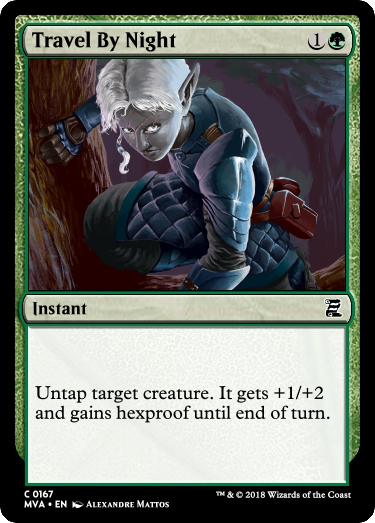 Travel By Night 1
Instant
Untap target creature. It gets +1/+2
and gains hexproof until end of turn.
C 0167
MVA • EN Alexandre Mattos
™ & © 2018 Wizards of the Coast